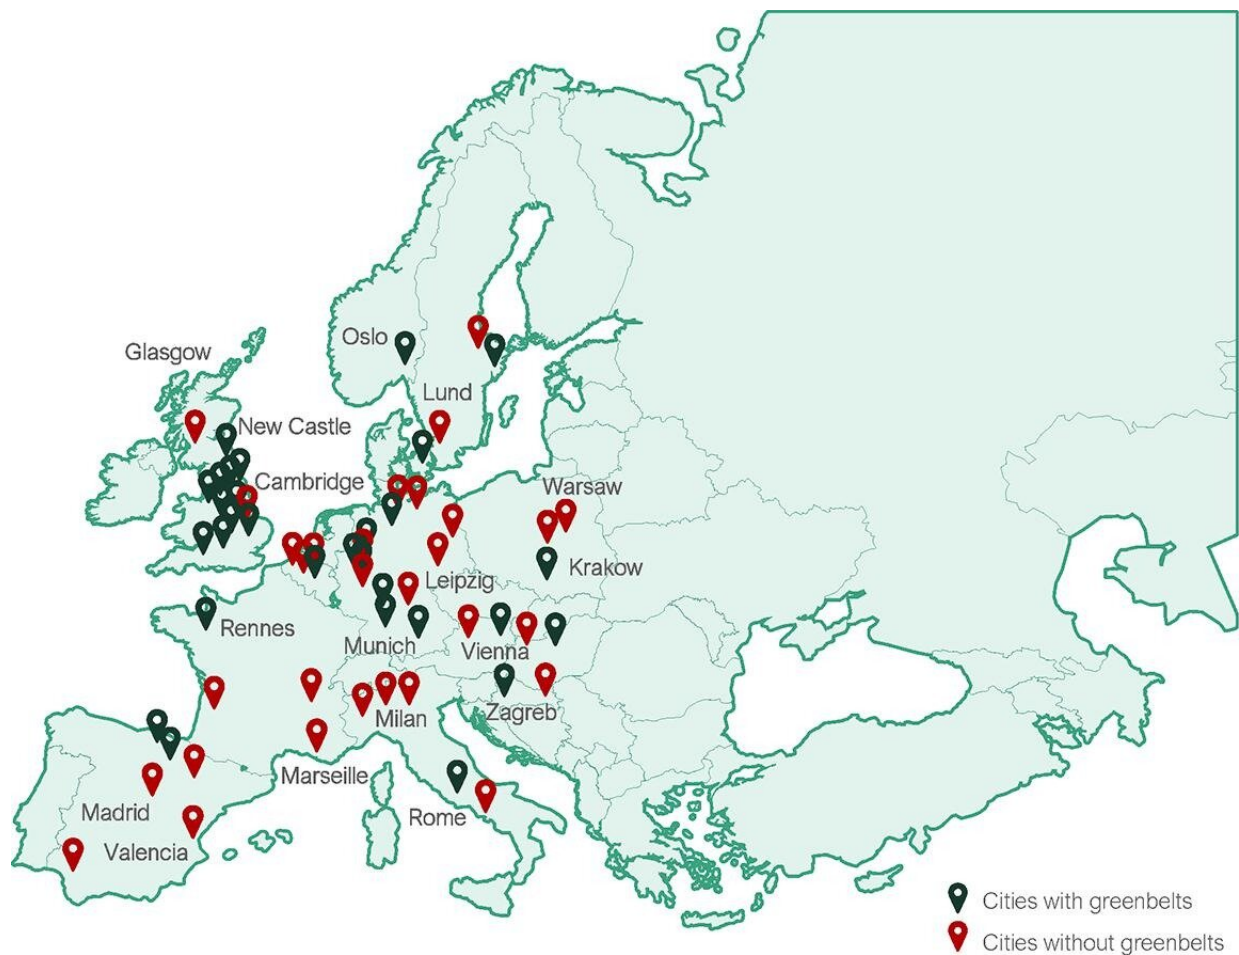 Oslo
Glasgow
Lund
New Castle
Cambridge
Warsaw
Krakow
Leipzig
Rennes
Munich
Vienna
Zagreb
Milan
Marseille
Madrid
Rome
Valencia
Cities with greenbelts
Cities without greenbelts